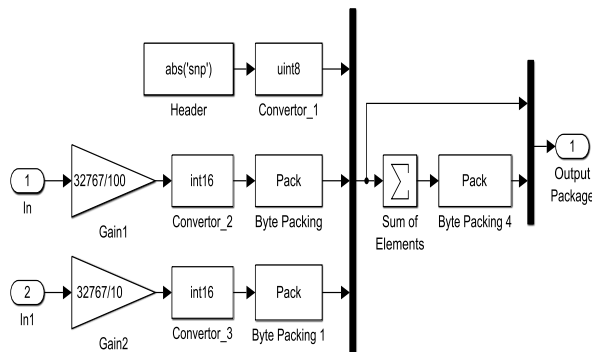 abs('snp')
uint8
Header
Convertor_1
1
32767/100
int16
Pack
Pack
1
In
Gain1
Convertor_2
Byte Packing
Sum of
Elements
Byte Packing 4
Output
Package
2
32767/10
int16
Pack
In1
Gain2
Convertor_3
Byte Packing 1